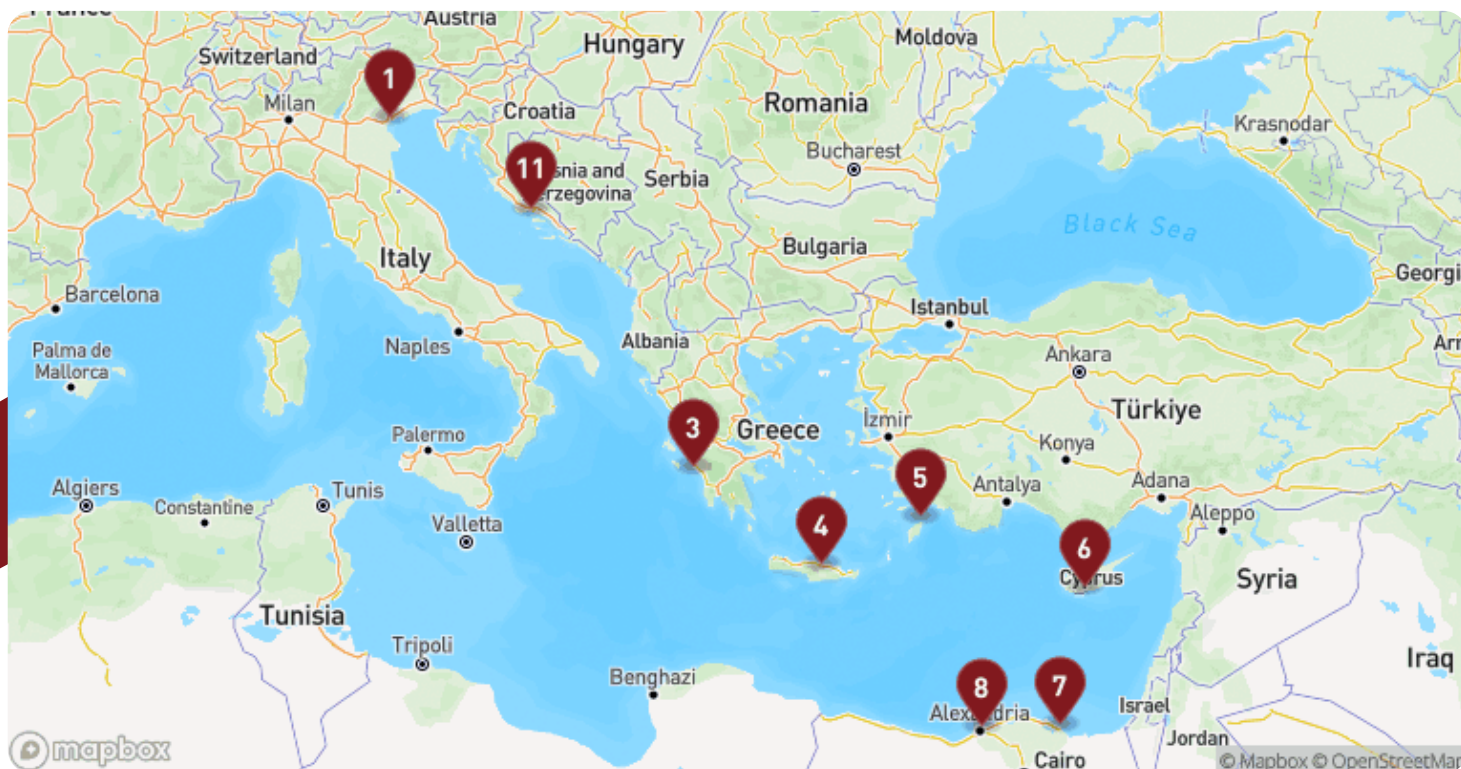 Austria
Switzerland
Hungary
Moldova
1
Milan
Croatia
Romania
Krasnodar
Bucharest
11
snia and
rzegovina
Serbia
Black Sea
Bulgaria
Italy
Georgi
Barcelona
Istanbul
Naples
Albania
Palma de
Mallorca
Ankara
3
Greece
İzmir
Türkiye
Palermo
Konya
5
Antalya
Adana
Algiers
Constantine
Tunis
Valletta
4
Aleppo
6
Cyprus
Syria
Tunisia
Tripoli
Benghazi
Iraq
8
7
Alexandria
Israel
Jordan
Cairo
mapbox
© Mapbox © OpenStreetMap